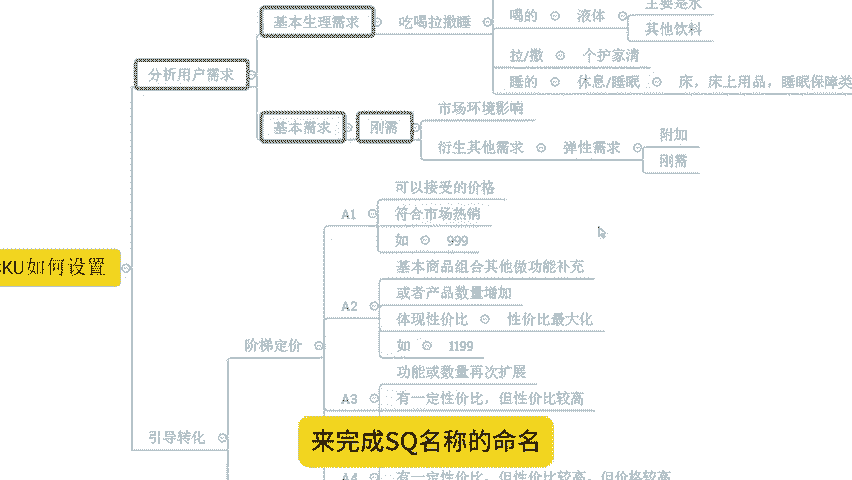 主要是水
喝的 液体
其他饮料
基本生理需求 吃喝拉撒睡
拉/撒 个护家清
睡的 休息/睡眠 床，床上用品，睡眠保障类
分析用户需求
市场环境影响
基本需求 刚需
衍生其他需求 弹性需求
附加
刚需
KU如何设置
可以接受的价格
A1 符合市场热销
如 999
基本商品组合其他做功能补充
或者产品数量增加
A2
体现性价比 性价比最大化
如 1199
阶梯定价
功能或数量再次扩展
A3 有一定性价比，但性价比较高
引导转化
来完成SQ名称的命名
A4 有一定性价比，但性价比较高，但价格较高